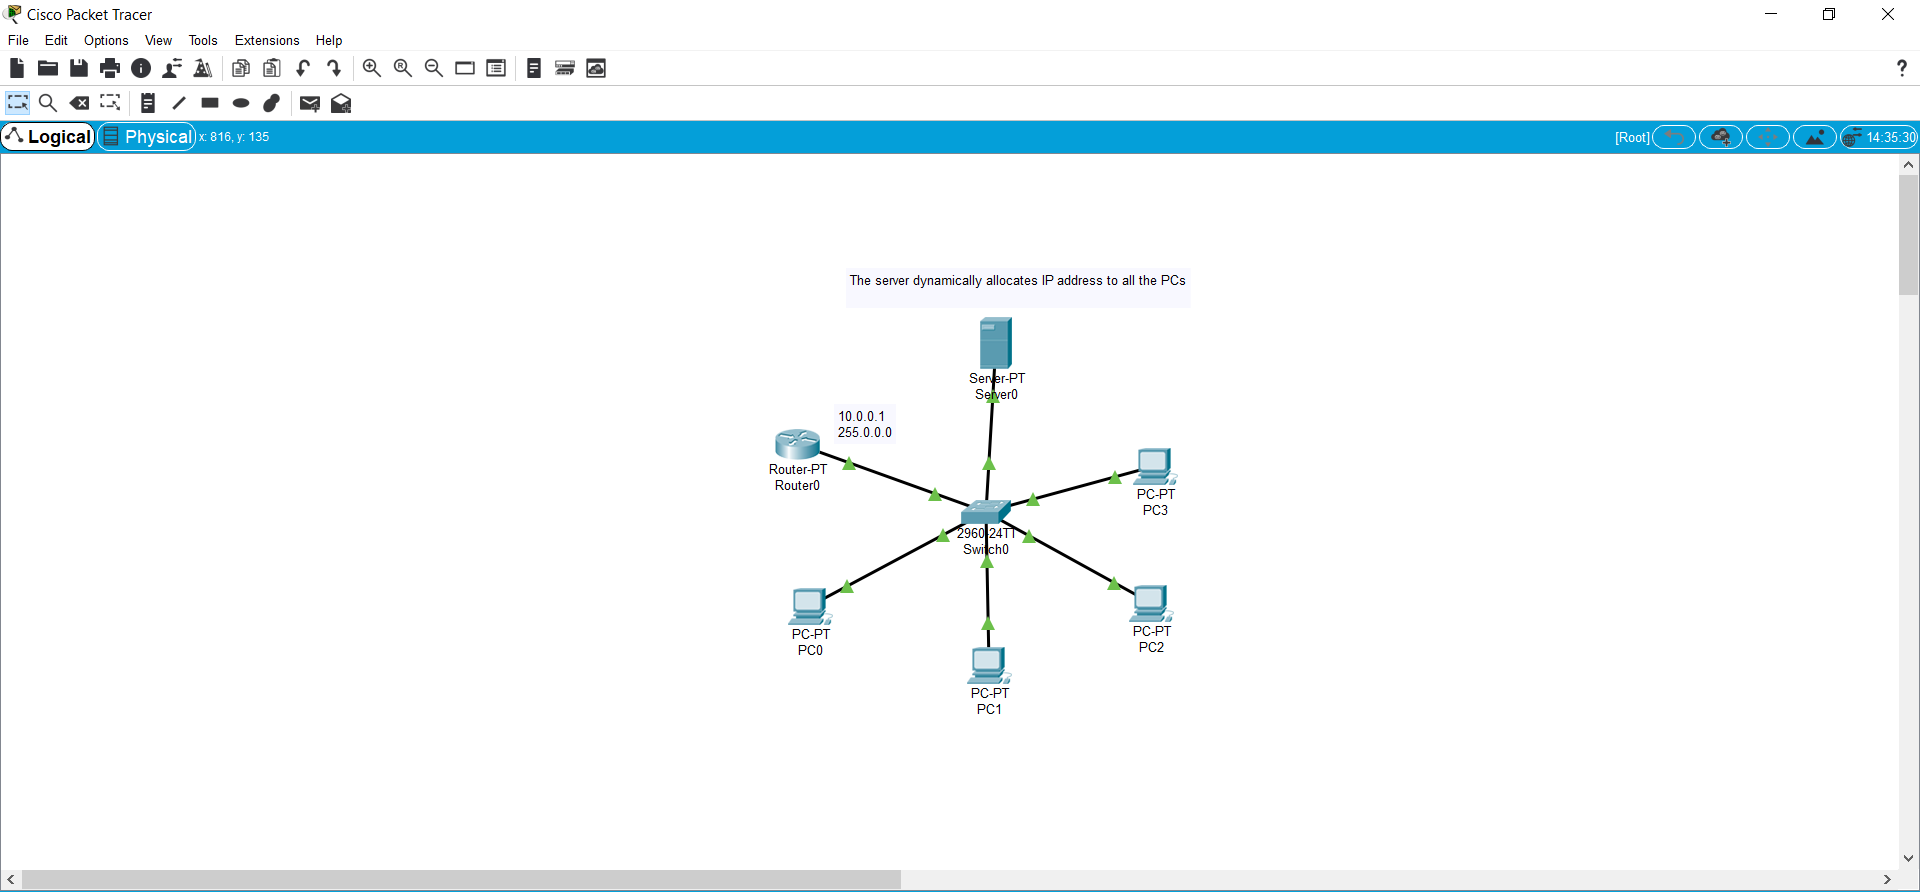 Cisco Packet Tracer
File Edit Options View Tools Extensions Help
?
Logical Physical x: 816, y: 135 [Root] 14:35:30
The server dynamically allocates IP address to all the PCs
Server-PT
Server0
10.0.0.1
255.0.0.0
Router-PT
Router0
PC-PT
PC3
2960-24TT
Switch0
PC-PT
PC0
PC-PT
PC2
PC-PT
PC1